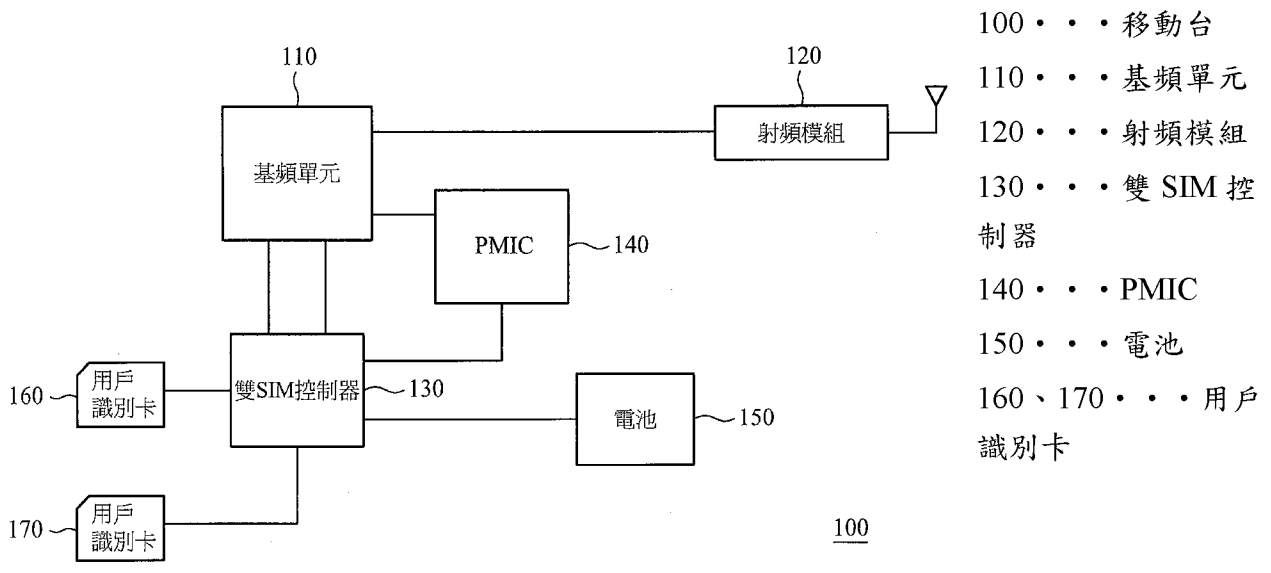 110
基頻單元
120
射頻模組
PMIC
140
雙SIM控制器
130
160
用戶
識別卡
電池
150
170
用戶
識別卡
100
100・・・移動台
110・・・基頻單元
120・・・射頻模組
130・・・雙 SIM 控
制器
140・・・PMIC
150・・・電池
160、170・・・用戶
識別卡